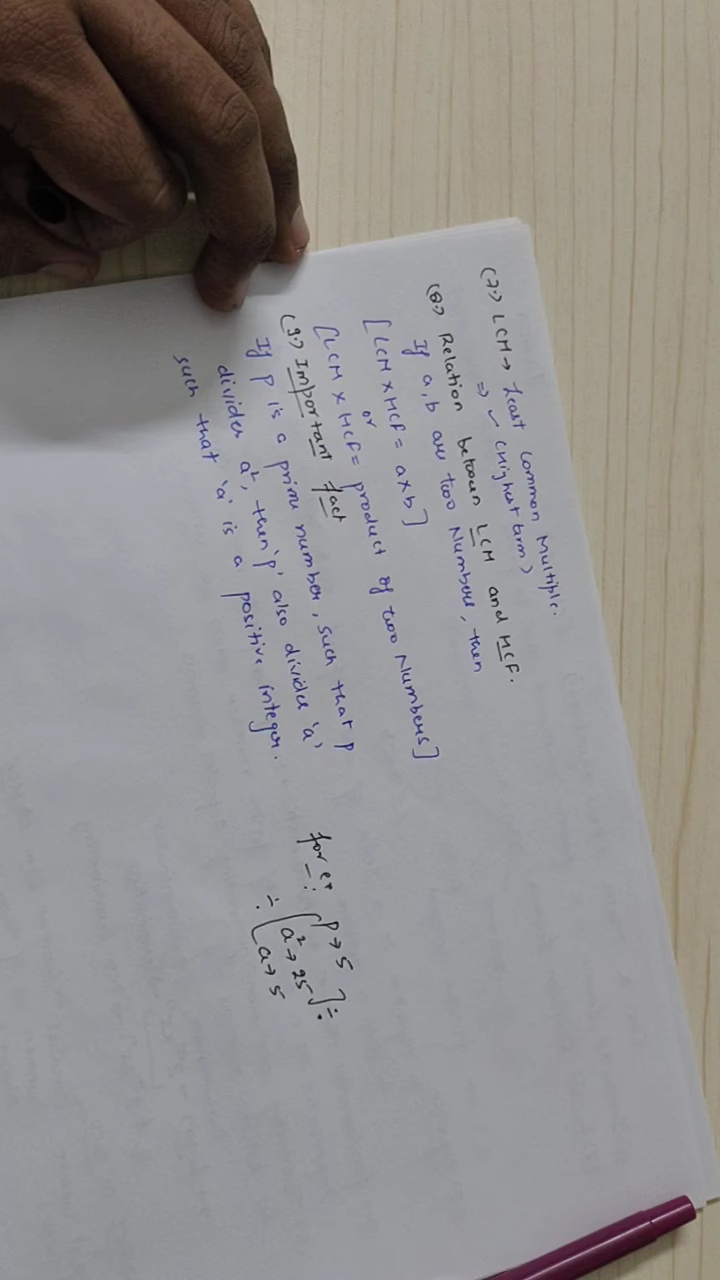 (7.) LCM → Least Common Multiple.
⇒ ✓ (highest term)
(8.) Relation between LCM and HCF.
If a, b are two Numbers, then
[LCM × HCF = a×b]
or
[LCM × HCF = product of two Numbers]
(9.) Important fact
If p is a prime number, such that p
divides a², then 'p' also divides 'a'
such that 'a' is a positive integer.
for ex
p → 5
a² → 25
a → 5